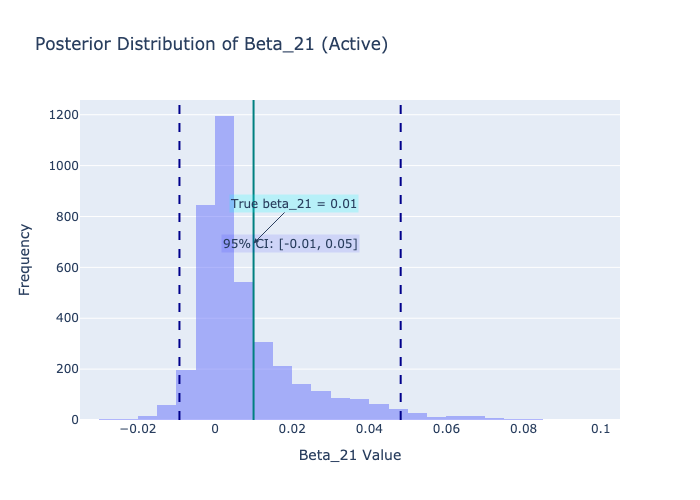 Posterior Distribution of Beta_21 (Active)
1200
1000
800
600
400
200
0
Frequency
True beta_21 = 0.01
95% CI: [-0.01, 0.05]
−0.02
0
0.02
0.04
0.06
0.08
0.1
Beta_21 Value